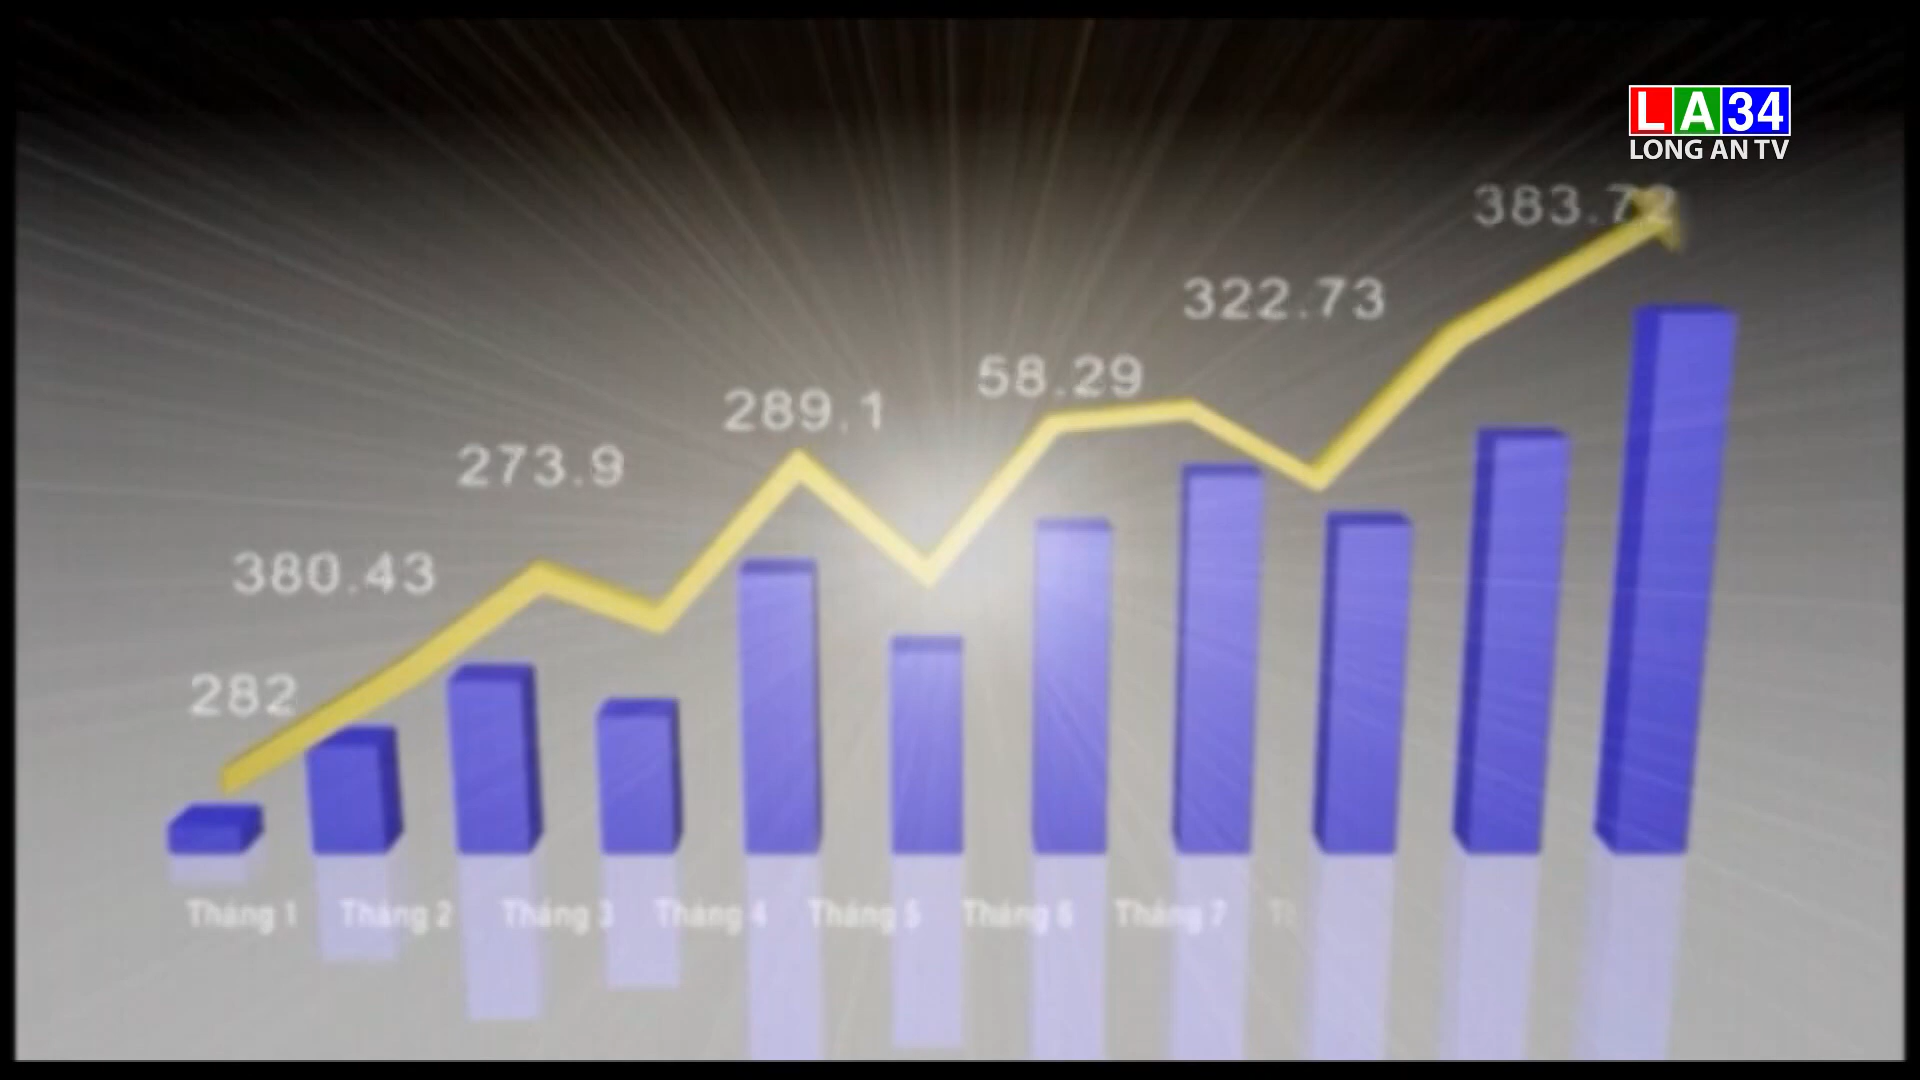 LA34
LONG AN TV
383.72
322.73
58.29
289.1
273.9
380.43
282
Tháng 1 Tháng 2 Tháng 3 Tháng 4 Tháng 5 Tháng 6 Tháng 7